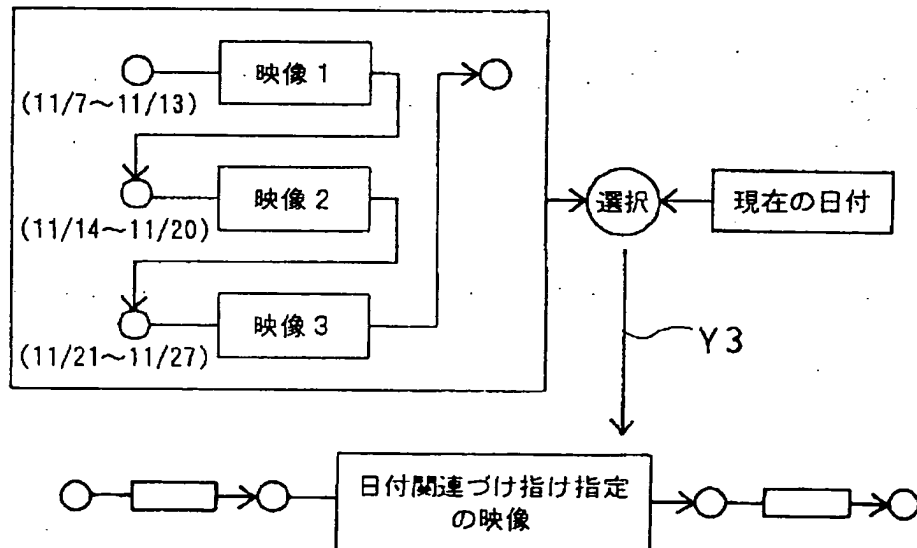 映像1
(11/7～11/13)
映像2
(11/14～11/20)
選択
現在の日付
映像3
(11/21～11/27)
Y3
日付関連づけ指け指定
の映像